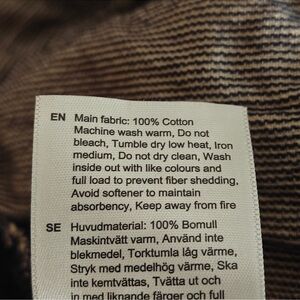 EN Main fabric: 100% Cotton
Machine wash warm, Do not
bleach, Tumble dry low heat, Iron
medium, Do not dry clean, Wash
inside out with like colours and
full load to prevent fiber shedding,
Avoid softener to maintain
absorbency, Keep away from fire
SE Huvudmaterial: 100% Bomull
Maskintvätt varm, Använd inte
blekmedel, Torktumla låg värme,
Stryk med medelhög värme, Ska
inte kemtvättas, Tvätta ut och
in med liknande färger och full